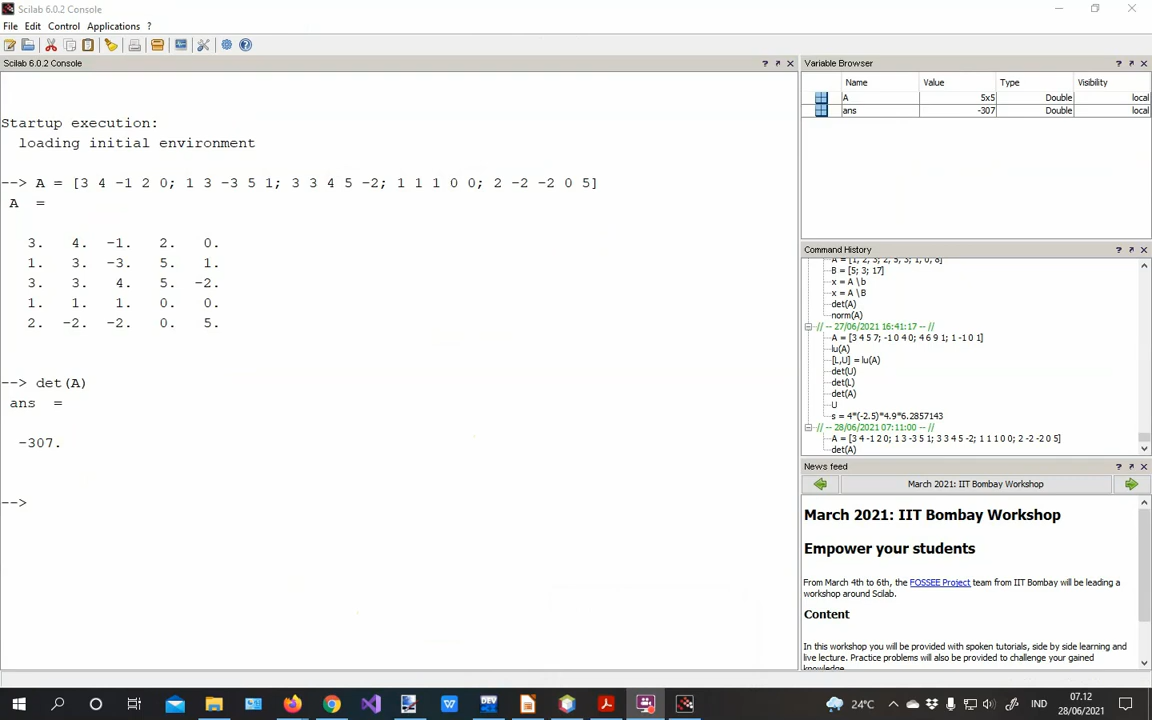 Scilab 6.0.2 Console
File Edit Control Applications ?
Scilab 6.0.2 Console
Startup execution:
loading initial environment
--> A = [3 4 -1 2 0; 1 3 -3 5 1; 3 3 4 5 -2; 1 1 1 0 0; 2 -2 -2 0 5]
A =
3. 4. -1. 2. 0.
1. 3. -3. 5. 1.
3. 3. 4. 5. -2.
1. 1. 1. 0. 0.
2. -2. -2. 0. 5.
--> det(A)
ans =
-307.
-->
Variable Browser
Name Value Type Visibility
A 5x5 Double local
ans -307 Double local
Command History
A = [1, 2, 3; 2, 5, 3; 1, 0, 8]
B = [5; 3; 17]
x = A \b
x = A \B
det(A)
norm(A)
// -- 27/06/2021 16:41:17 -- //
A = [3 4 5 7; -1 0 4 0; 4 6 9 1; 1 -1 0 1]
lu(A)
[L,U] = lu(A)
det(U)
det(L)
det(A)
U
s = 4*(-2.5)*4.9*6.2857143
// -- 28/06/2021 07:11:00 -- //
A = [3 4 -1 2 0; 1 3 -3 5 1; 3 3 4 5 -2; 1 1 1 0 0; 2 -2 -2 0 5]
det(A)
News feed
March 2021: IIT Bombay Workshop
March 2021: IIT Bombay Workshop
Empower your students
From March 4th to 6th, the FOSSEE Project team from IIT Bombay will be leading a
workshop around Scilab.
Content
In this workshop you will be provided with spoken tutorials, side by side learning and
live lecture. Practice problems will also be provided to challenge your gained
knowledge.
24°C
IND
07.12
28/06/2021